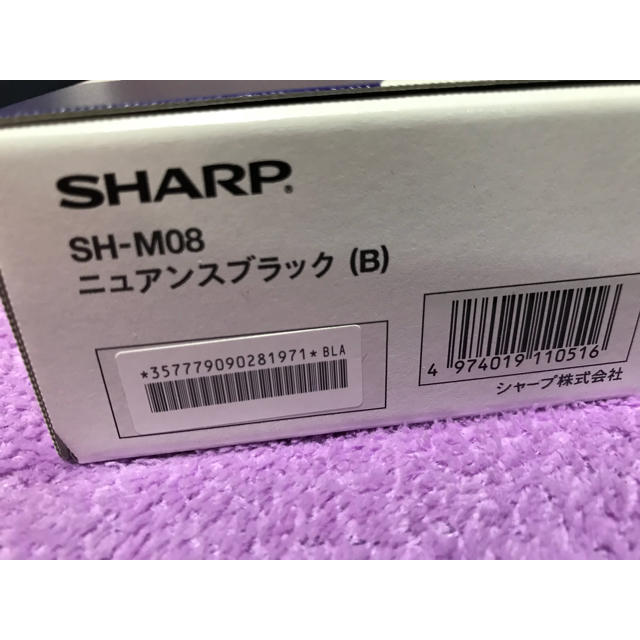 SHARP®
SH-M08
ニュアンスブラック (B)
*357779090281971* BLA
4 974019 110516
シャープ株式会社